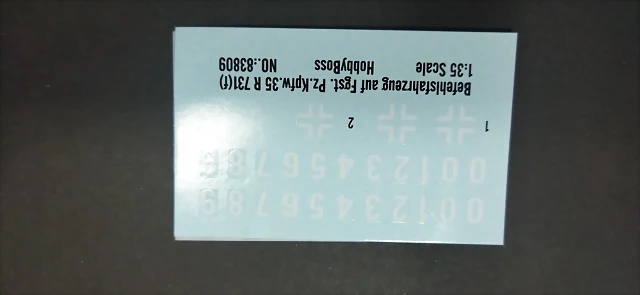 0 0 1 2 3 4 5 6 7 8 9
0 0 1 2 3 4 5 6 7 8 9
1 2
Befehlsfahrzeug auf Fgst. Pz.Kpfw.35 R 731(f)
1:35 Scale HobbyBoss NO.:83809